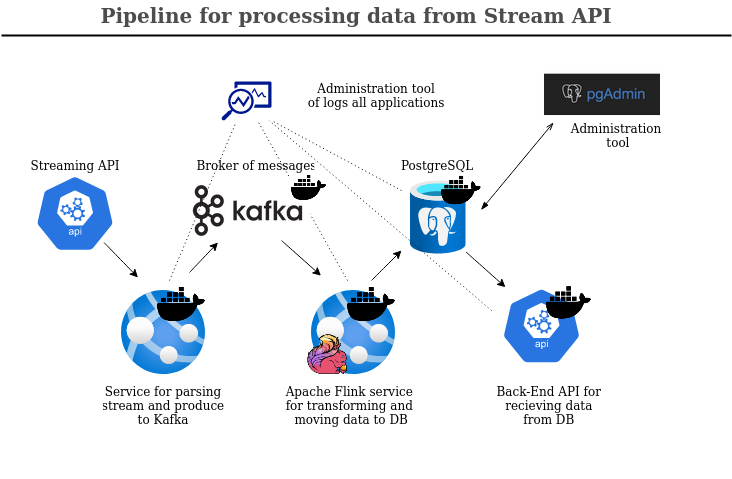 Pipeline for processing data from Stream API
Administration tool
of logs all applications
pgAdmin
Administration
tool
Streaming API
Broker of messages
PostgreSQL
api
kafka
api
Service for parsing
stream and produce
to Kafka
Apache Flink service
for transforming and
moving data to DB
Back-End API for
recieving data
from DB